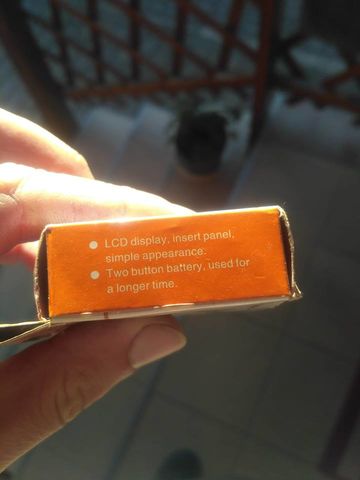 ● LCD display, insert panel,
simple appearance.
● Two button battery, used for
a longer time.